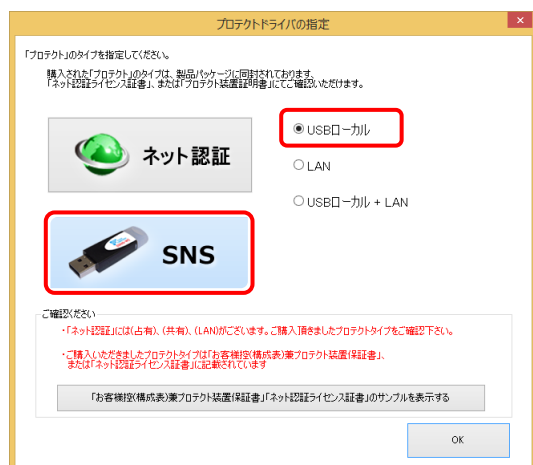 プロテクトドライバの指定
×
「プロテクト」のタイプを指定してください。
購入された「プロテクト」のタイプは、製品パッケージに同封されております、
「ネット認証ライセンス証書」、または「プロテクト装置証明書」にてご確認いただけます。
ネット認証
USBローカル
LAN
USBローカル + LAN
SNS
ご確認ください
・「ネット認証」には(占有)、(共有)、(LAN)がございます。ご購入頂きましたプロテクトタイプをご確認下さい。
・ご購入いただきましたプロテクトタイプは「お客様控(構成表)兼プロテクト装置保証書」、
または「ネット認証ライセンス証書」に記載されています
「お客様控(構成表)兼プロテクト装置保証書」「ネット認証ライセンス証書」のサンプルを表示する
OK